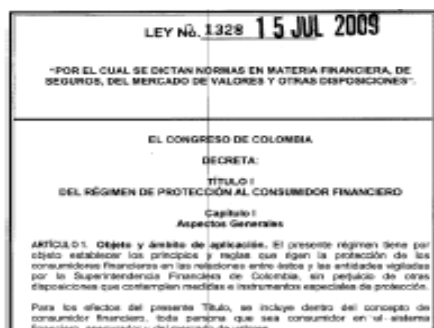 LEY No. 1328 15 JUL 2009
"POR EL CUAL SE DICTAN NORMAS EN MATERIA FINANCIERA, DE
SEGUROS, DEL MERCADO DE VALORES Y OTRAS DISPOSICIONES".
EL CONGRESO DE COLOMBIA
DECRETA:
TÍTULO I
DEL RÉGIMEN DE PROTECCIÓN AL CONSUMIDOR FINANCIERO
Capítulo I
Aspectos Generales
ARTÍCULO 1. Objeto y ámbito de aplicación. El presente régimen tiene por
objeto establecer los principios y reglas que rigen la protección de los
consumidores financieros en las relaciones entre éstos y las entidades vigiladas
por la Superintendencia Financiera de Colombia, sin perjuicio de otras
disposiciones que contemplen medidas e instrumentos especiales de protección.
Para los efectos del presente Título, se incluye dentro del concepto de
consumidor financiero, toda persona que sea consumidor en el sistema